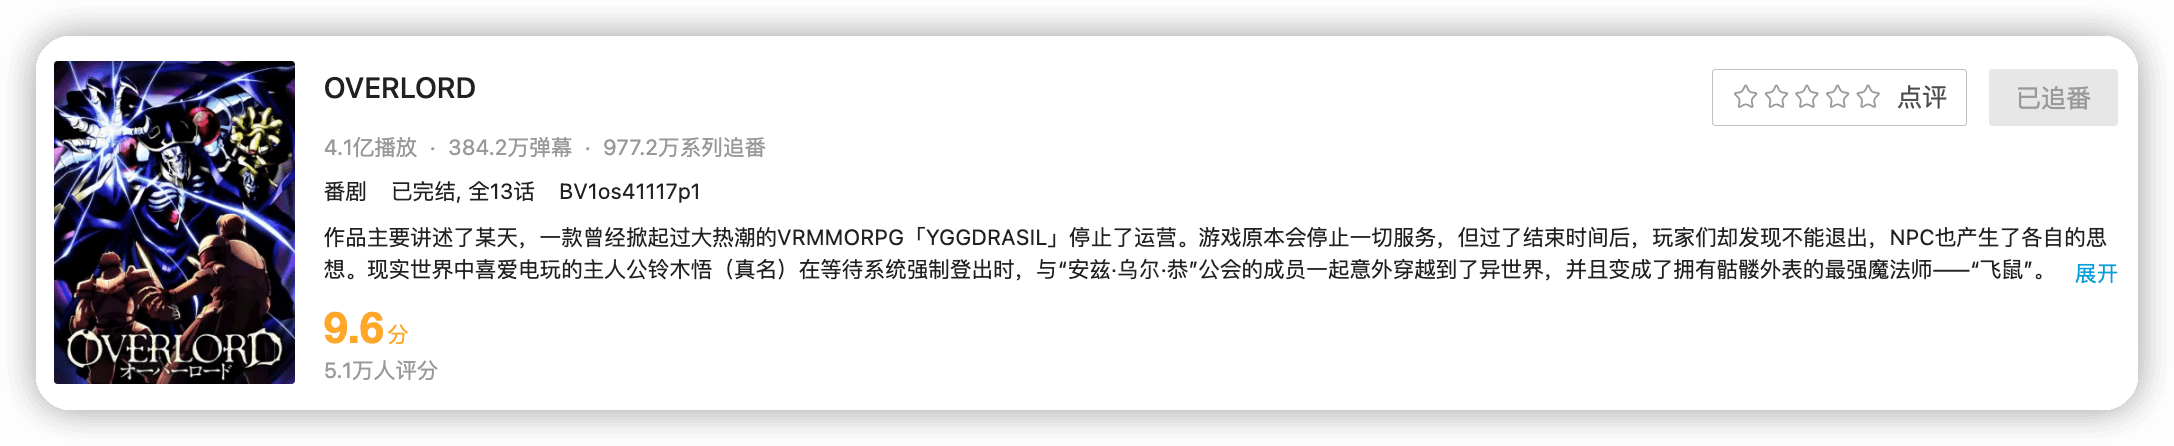 OVERLORD
オーバーロード
OVERLORD
点评
已追番
4.1亿播放 · 384.2万弹幕 · 977.2万系列追番
番剧 已完结, 全13话 BV1os41117p1
作品主要讲述了某天，一款曾经掀起过大热潮的VRMMORPG「YGGDRASIL」停止了运营。游戏原本会停止一切服务，但过了结束时间后，玩家们却发现不能退出，NPC也产生了各自的思
想。现实世界中喜爱电玩的主人公铃木悟（真名）在等待系统强制登出时，与“安兹·乌尔·恭”公会的成员一起意外穿越到了异世界，并且变成了拥有骷髅外表的最强魔法师——“飞鼠”。 展开
9.6分
5.1万人评分